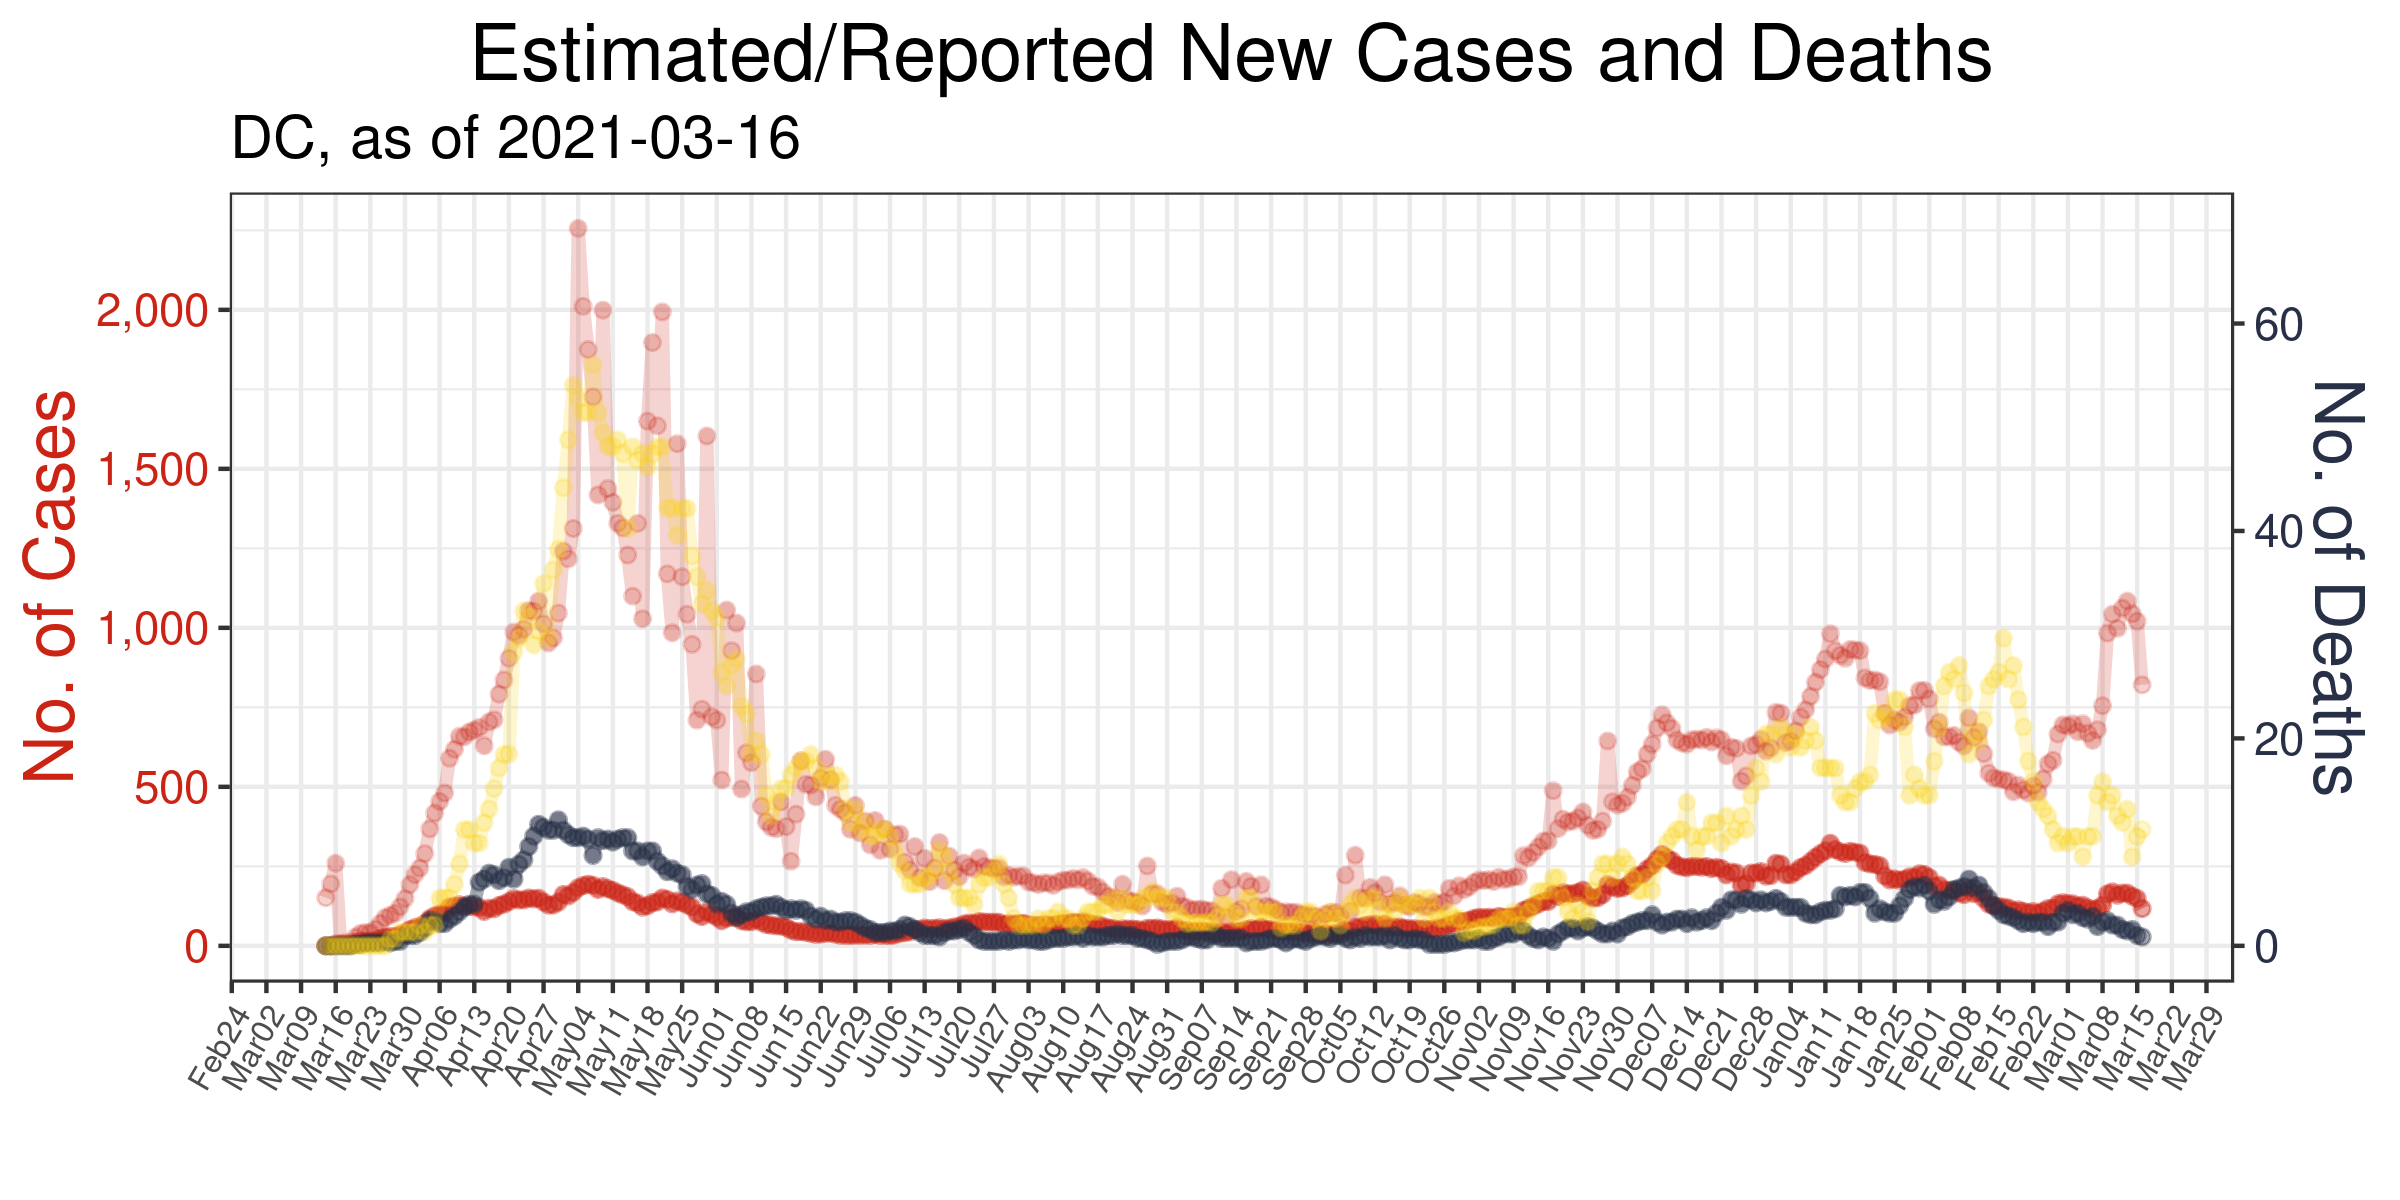 Estimated/Reported New Cases and Deaths
DC, as of 2021-03-16
No. of Cases
2,000
1,500
1,000
500
0
60
40
20
0
No. of Deaths
Feb24
Mar02
Mar09
Mar16
Mar23
Mar30
Apr06
Apr13
Apr20
Apr27
May04
May11
May18
May25
Jun01
Jun08
Jun15
Jun22
Jun29
Jul06
Jul13
Jul20
Jul27
Aug03
Aug10
Aug17
Aug24
Aug31
Sep07
Sep14
Sep21
Sep28
Oct05
Oct12
Oct19
Oct26
Nov02
Nov09
Nov16
Nov23
Nov30
Dec07
Dec14
Dec21
Dec28
Jan04
Jan11
Jan18
Jan25
Feb01
Feb08
Feb15
Feb22
Mar01
Mar08
Mar15
Mar22
Mar29